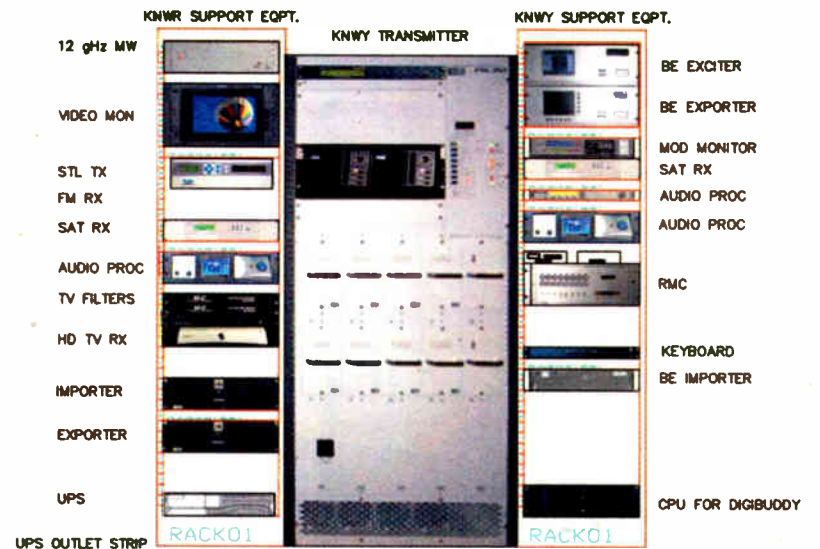 KNWR SUPPORT EQPT.
12 gHz MW
VIDEO MON
STL TX
FM RX
SAT RX
AUDIO PROC
TV FILTERS
HD TV RX
IMPORTER
EXPORTER
UPS
UPS OUTLET STRIP
RACK01
KNWY TRANSMITTER
KNWY SUPPORT EQPT.
BE EXCITER
BE EXPORTER
MOD MONITOR
SAT RX
AUDIO PROC
AUDIO PROC
RMC
KEYBOARD
BE IMPORTER
CPU FOR DIGIBUDDY
RACK01